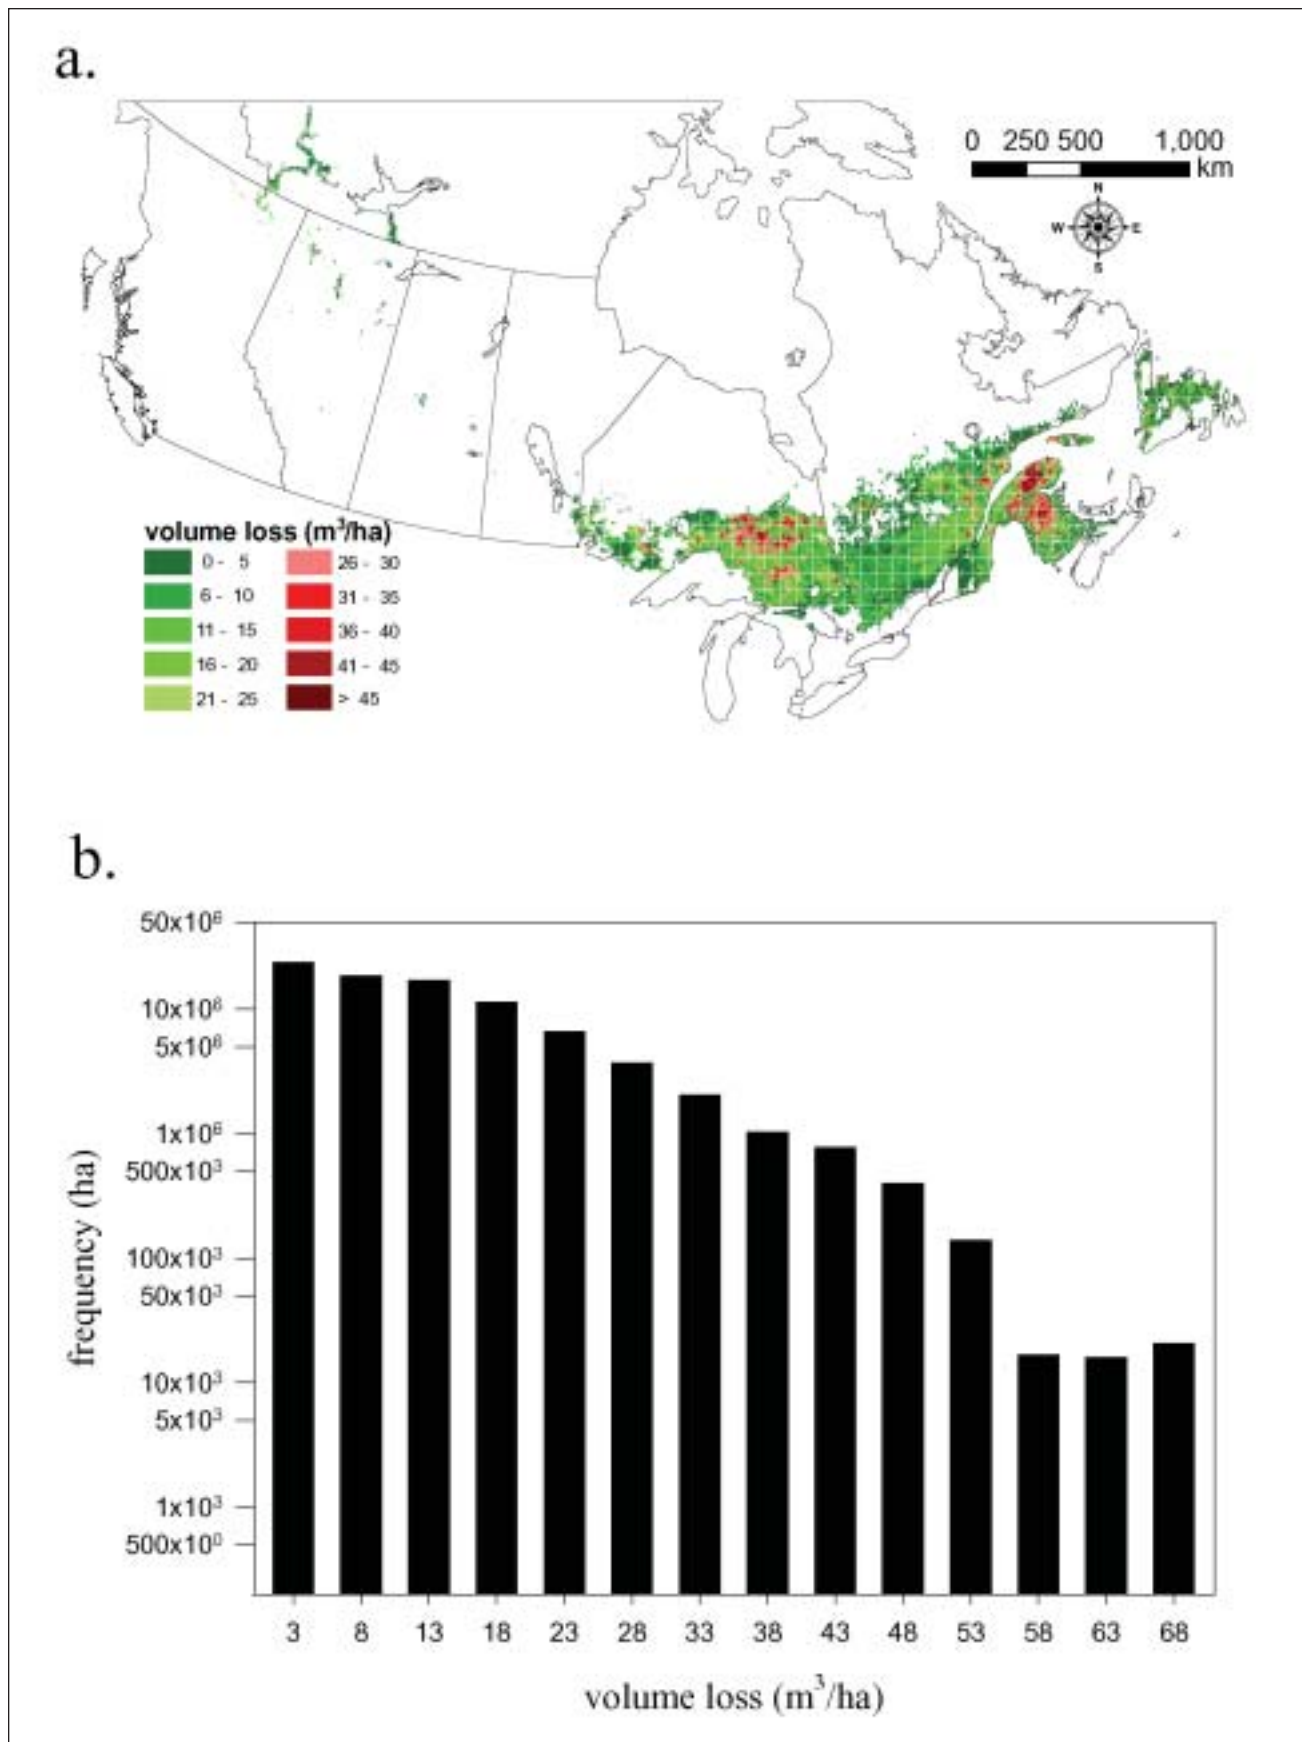 a.
0 250 500 1,000
km
N
W E
S
volume loss (m³/ha)
0 - 5 26 - 30
6 - 10 31 - 35
11 - 15 36 - 40
16 - 20 41 - 45
21 - 25 > 45
b.
50x10⁶
10x10⁶
5x10⁶
1x10⁶
500x10³
100x10³
50x10³
10x10³
5x10³
1x10³
500x10⁰
frequency (ha)
3 8 13 18 23 28 33 38 43 48 53 58 63 68
volume loss (m³/ha)